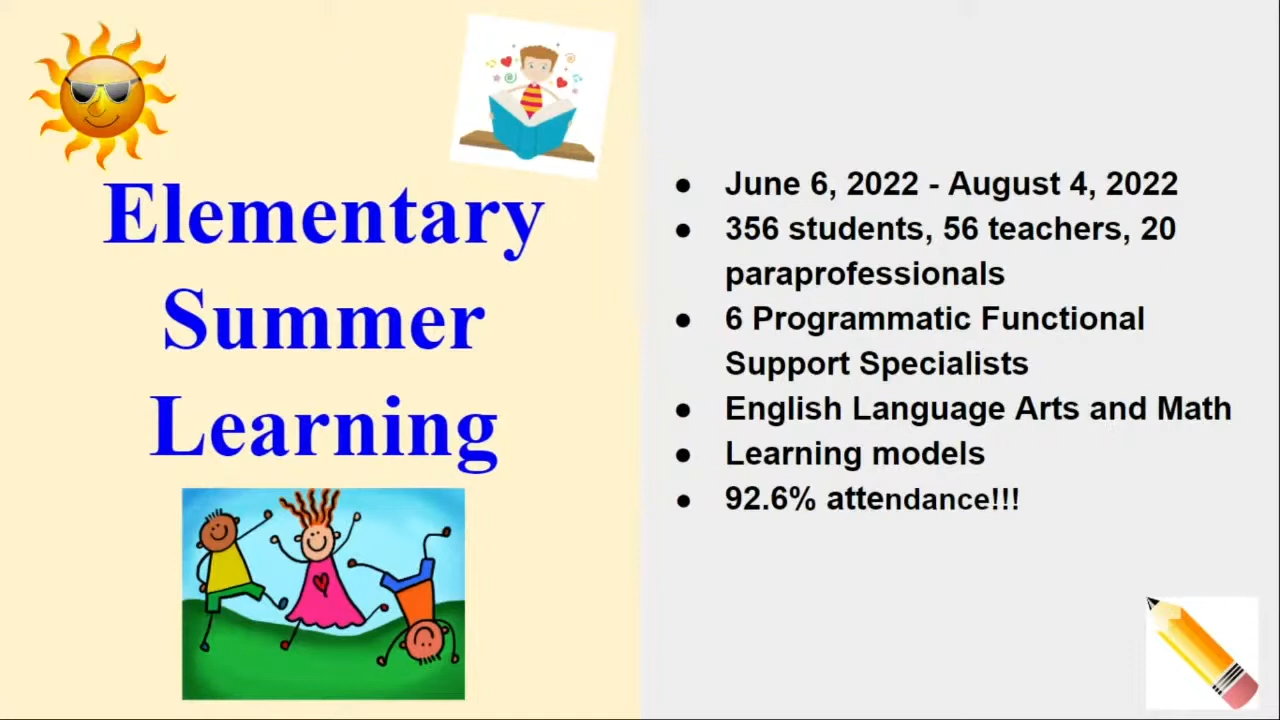 Elementary
Summer
Learning
● June 6, 2022 - August 4, 2022
● 356 students, 56 teachers, 20
paraprofessionals
● 6 Programmatic Functional
Support Specialists
● English Language Arts and Math
● Learning models
● 92.6% attendance!!!